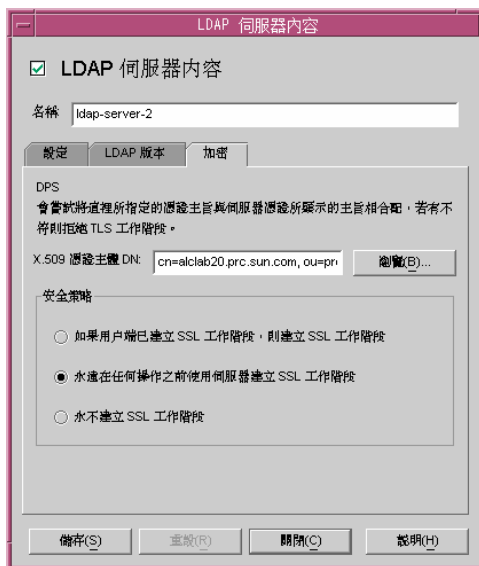 LDAP 伺服器內容
LDAP 伺服器內容
名稱 ldap-server-2
設定 LDAP 版本 加密
DPS
會嘗試將這裡所指定的憑證主旨與伺服器憑證所顯示的主旨相合配，若有不
符則拒絕 TLS 工作階段。
X.509 憑證主體 DN: cn=alclab20.prc.sun.com, ou=pr 瀏覽(B)...
安全策略
如果用戶端已建立 SSL 工作階段，則建立 SSL 工作階段
永遠在任何操作之前使用伺服器建立 SSL 工作階段
永不建立 SSL 工作階段
儲存(S) 重設(R) 關閉(C) 說明(H)